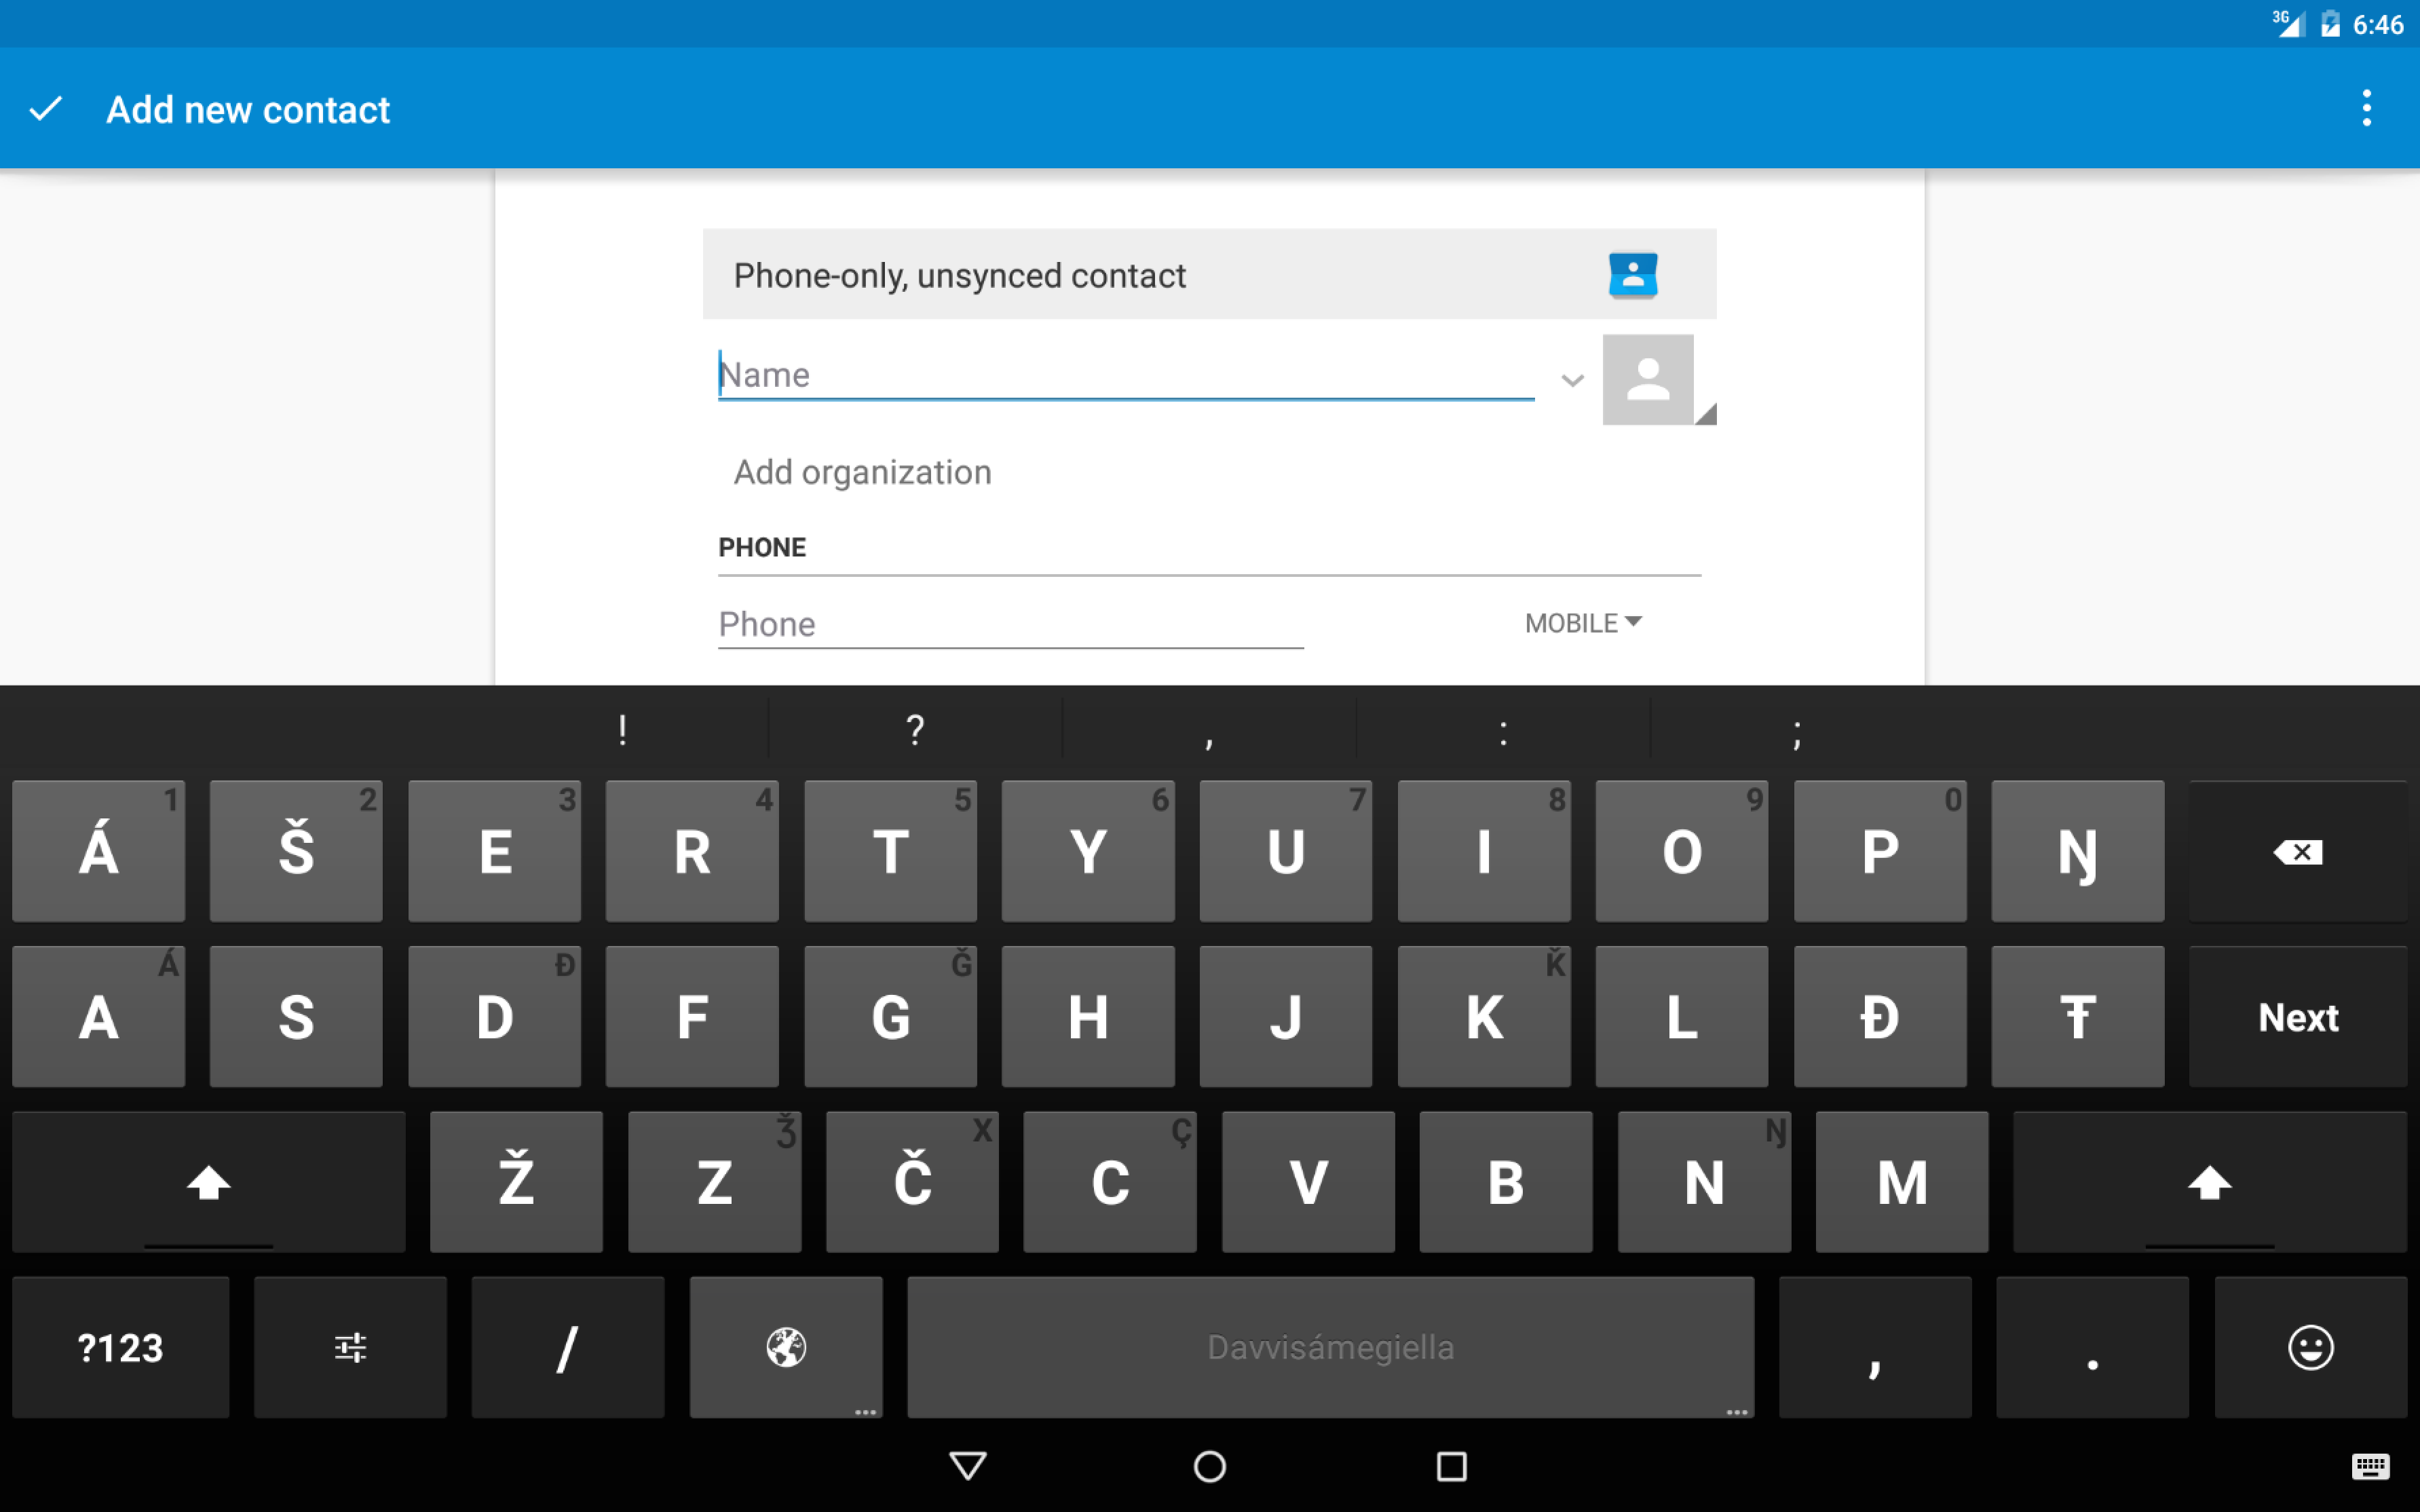 3G 6:46
Add new contact
Phone-only, unsynced contact
Name
Add organization
PHONE
Phone MOBILE
! ? , : ;
1 2 3 4 5 6 7 8 9 0
Á Š E R T Y U I O P Ŋ
Á Đ Ǧ Ǩ
A S D F G H J K L Đ Ŧ Next
Ǯ X Ç Ŋ
Ž Z Č C V B N M
?123 / Davvisámegiella , .